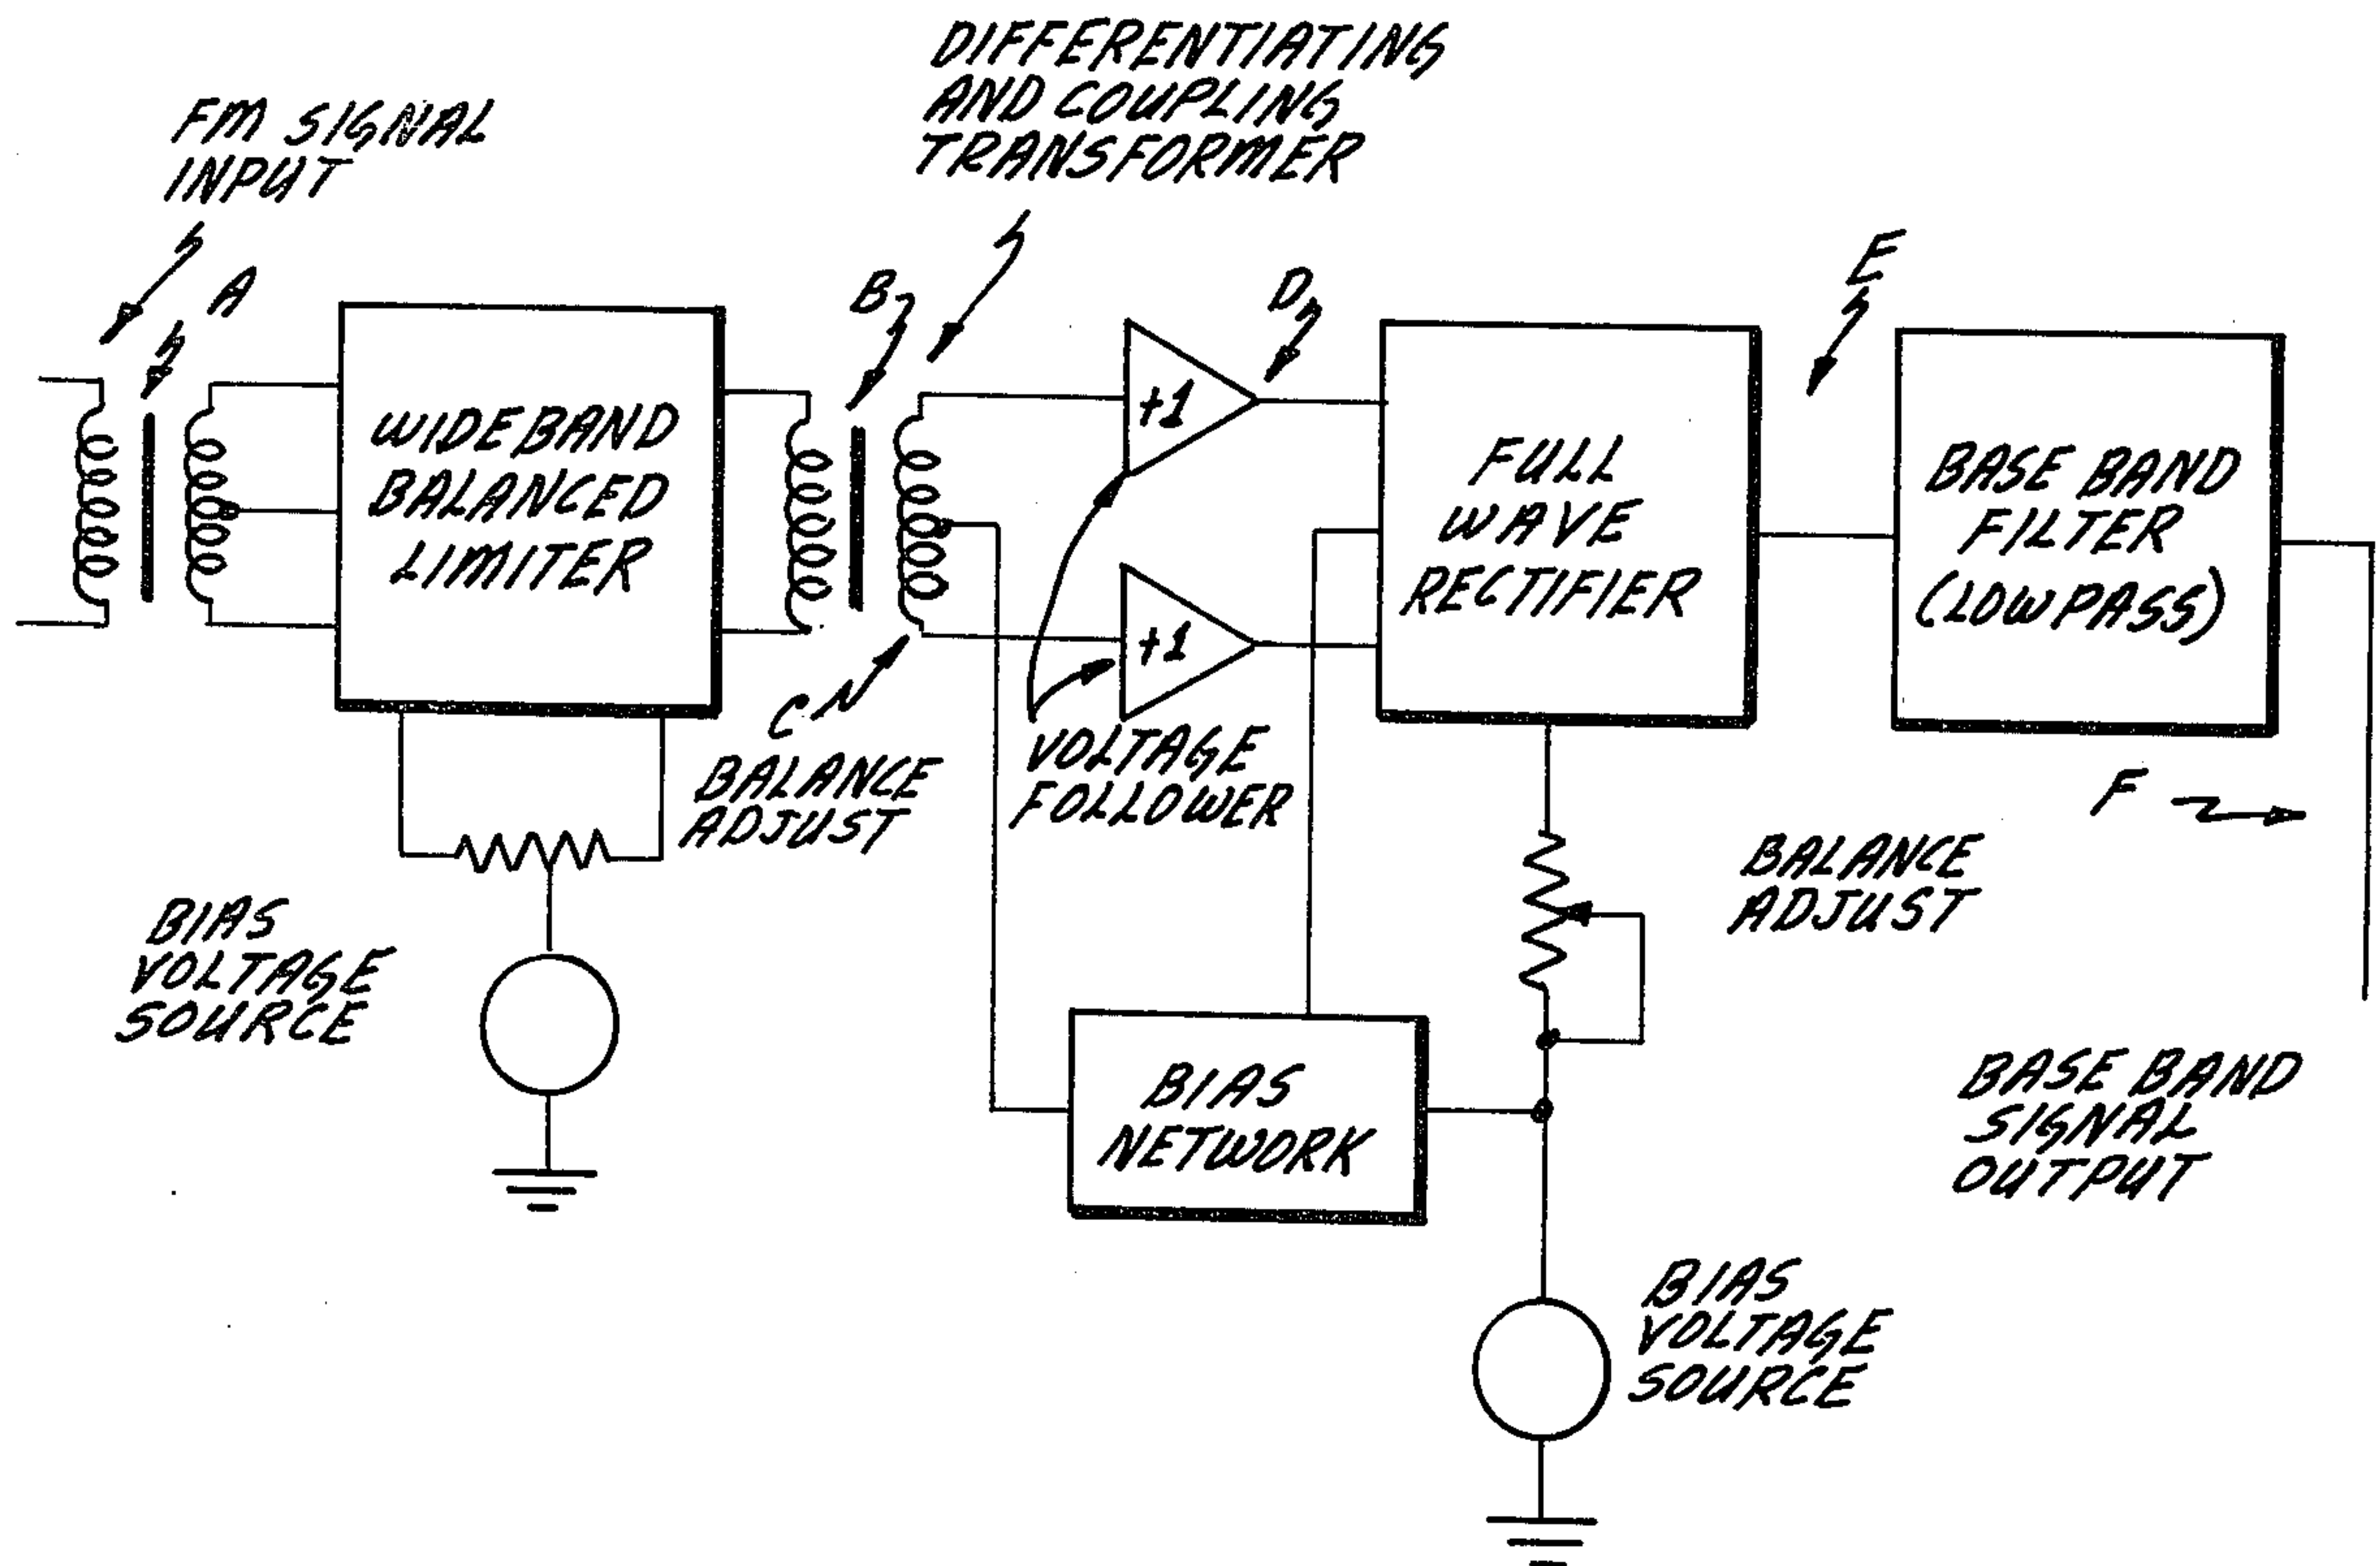 DIFFERENTIATING
AND COUPLING
TRANSFORMER
FM SIGNAL
INPUT
A
B
D
E
WIDEBAND
BALANCED
LIMITER
+1
+1
FULL
WAVE
RECTIFIER
BASE BAND
FILTER
(LOWPASS)
C
BALANCE
ADJUST
VOLTAGE
FOLLOWER
F
BALANCE
ADJUST
BIAS
VOLTAGE
SOURCE
BIAS
NETWORK
BASE BAND
SIGNAL
OUTPUT
BIAS
VOLTAGE
SOURCE